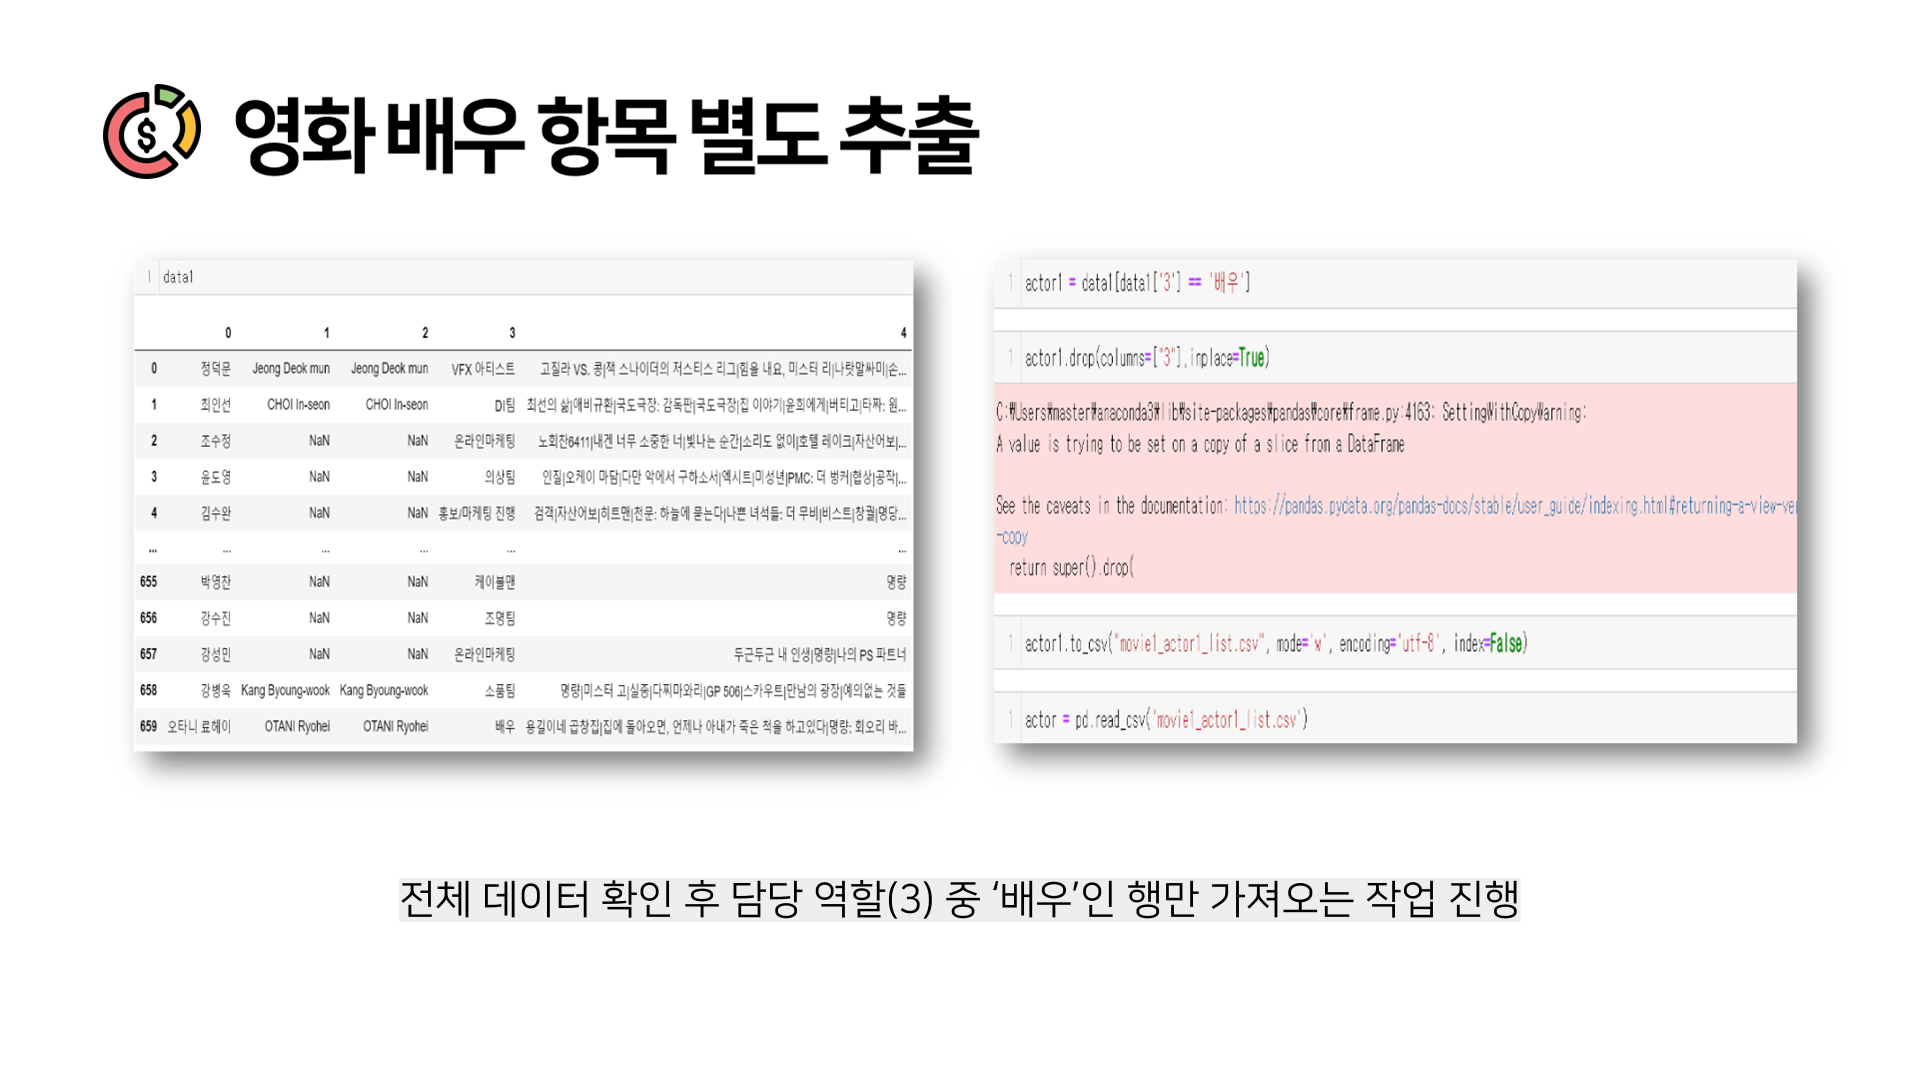 영화 배우 항목 별도 추출
1 data1
0 1 2 3 4
0 정덕문 Jeong Deok mun Jeong Deok mun VFX 아티스트 고질라 VS. 콩|잭 스나이더의 저스티스 리그|힘을 내요, 미스터 리|나랏말싸미|손...
1 최인선 CHOI In-seon CHOI In-seon DI팀 최선의 삶|애비규환|국도극장: 감독판|국도극장|집 이야기|윤희에게|버티고|타짜: 원...
2 조수정 NaN NaN 온라인마케팅 노회찬6411|내겐 너무 소중한 너|빛나는 순간|소리도 없이|호텔 레이크|자산어보|...
3 윤도영 NaN NaN 의상팀 인질|오케이 마담|다만 악에서 구하소서|엑시트|미성년|PMC: 더 벙커|협상|공작|...
4 김수완 NaN NaN 홍보/마케팅 진행 검객|자산어보|히트맨|천문: 하늘에 묻는다|나쁜 녀석들: 더 무비|비스트|창궐|명당...
... ... ... ... ... ...
655 박영찬 NaN NaN 케이블맨 명량
656 강수진 NaN NaN 조명팀 명량
657 강성민 NaN NaN 온라인마케팅 두근두근 내 인생|명량|나의 PS 파트너
658 강병욱 Kang Byoung-wook Kang Byoung-wook 소품팀 명량|미스터 고|실종|다찌마와리|GP 506|스카우트|만남의 광장|예의없는 것들
659 오타니 료헤이 OTANI Ryohei OTANI Ryohei 배우 용길이네 곱창집|집에 돌아오면, 언제나 아내가 죽은 척을 하고있다|명량: 회오리 바...
1 actor1 = data1[data1['3'] == '배우']
1 actor1.drop(columns=["3"],inplace=True)
C:₩Users₩master₩anaconda3₩lib₩site-packages₩pandas₩core₩frame.py:4163: SettingWithCopyWarning:
A value is trying to be set on a copy of a slice from a DataFrame
See the caveats in the documentation: https://pandas.pydata.org/pandas-docs/stable/user_guide/indexing.html#returning-a-view-ver
-copy
return super().drop(
1 actor1.to_csv("movie1_actor1_list.csv", mode='w', encoding='utf-8', index=False)
1 actor = pd.read_csv('movie1_actor1_list.csv')
전체 데이터 확인 후 담당 역할(3) 중 ‘배우’인 행만 가져오는 작업 진행